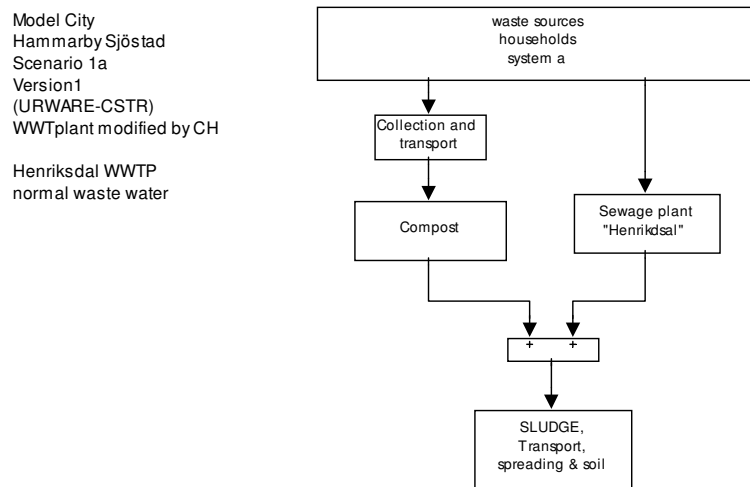 Model City
Hammarby Sjöstad
Scenario 1a
Version1
(URWARE-CSTR)
WWTplant modified by CH
Henriksdal WWTP
normal waste water
waste sources
households
system a
Collection and
transport
Compost
Sewage plant
"Henrikdsal"
+ +
SLUDGE,
Transport,
spreading & soil